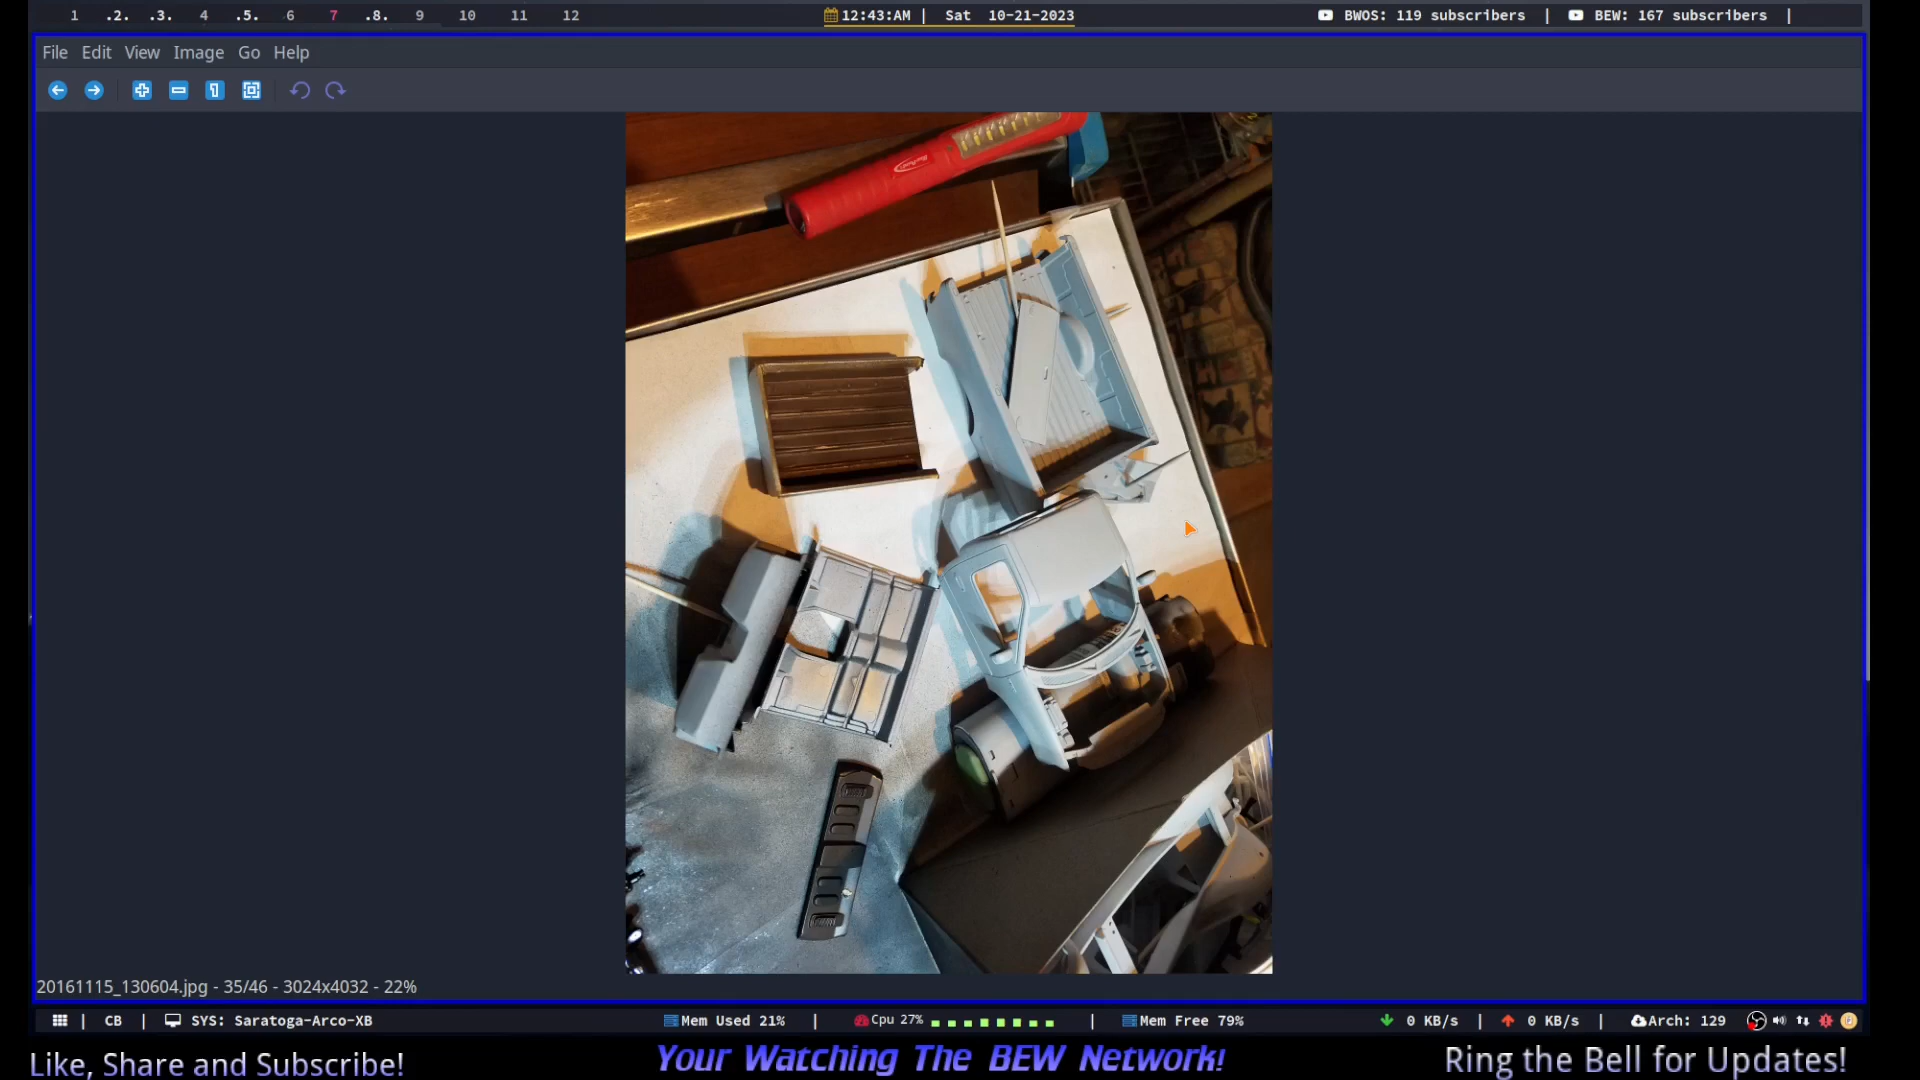 1 .2. .3. 4 .5. 6 7 .8. 9 10 11 12
12:43:AM | Sat 10-21-2023
BWOS: 119 subscribers | BEW: 167 subscribers |
File Edit View Image Go Help
20161115_130604.jpg - 35/46 - 3024x4032 - 22%
| CB | SYS: Saratoga-Arco-XB
Mem Used 21% | Cpu 27% | Mem Free 79%
0 KB/s | 0 KB/s | Arch: 129
Like, Share and Subscribe!
Your Watching The BEW Network!
Ring the Bell for Updates!